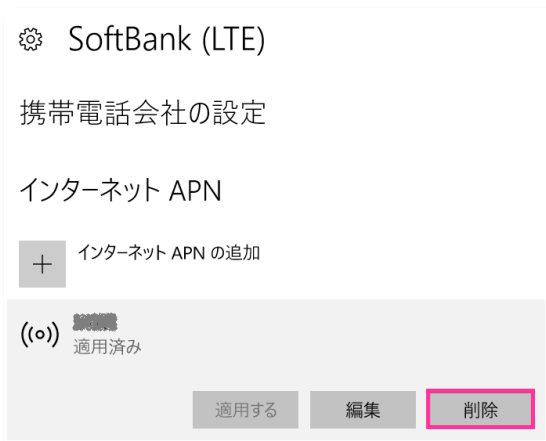 SoftBank (LTE)
携帯電話会社の設定
インターネット APN
インターネット APN の追加
適用済み
適用する 編集 削除